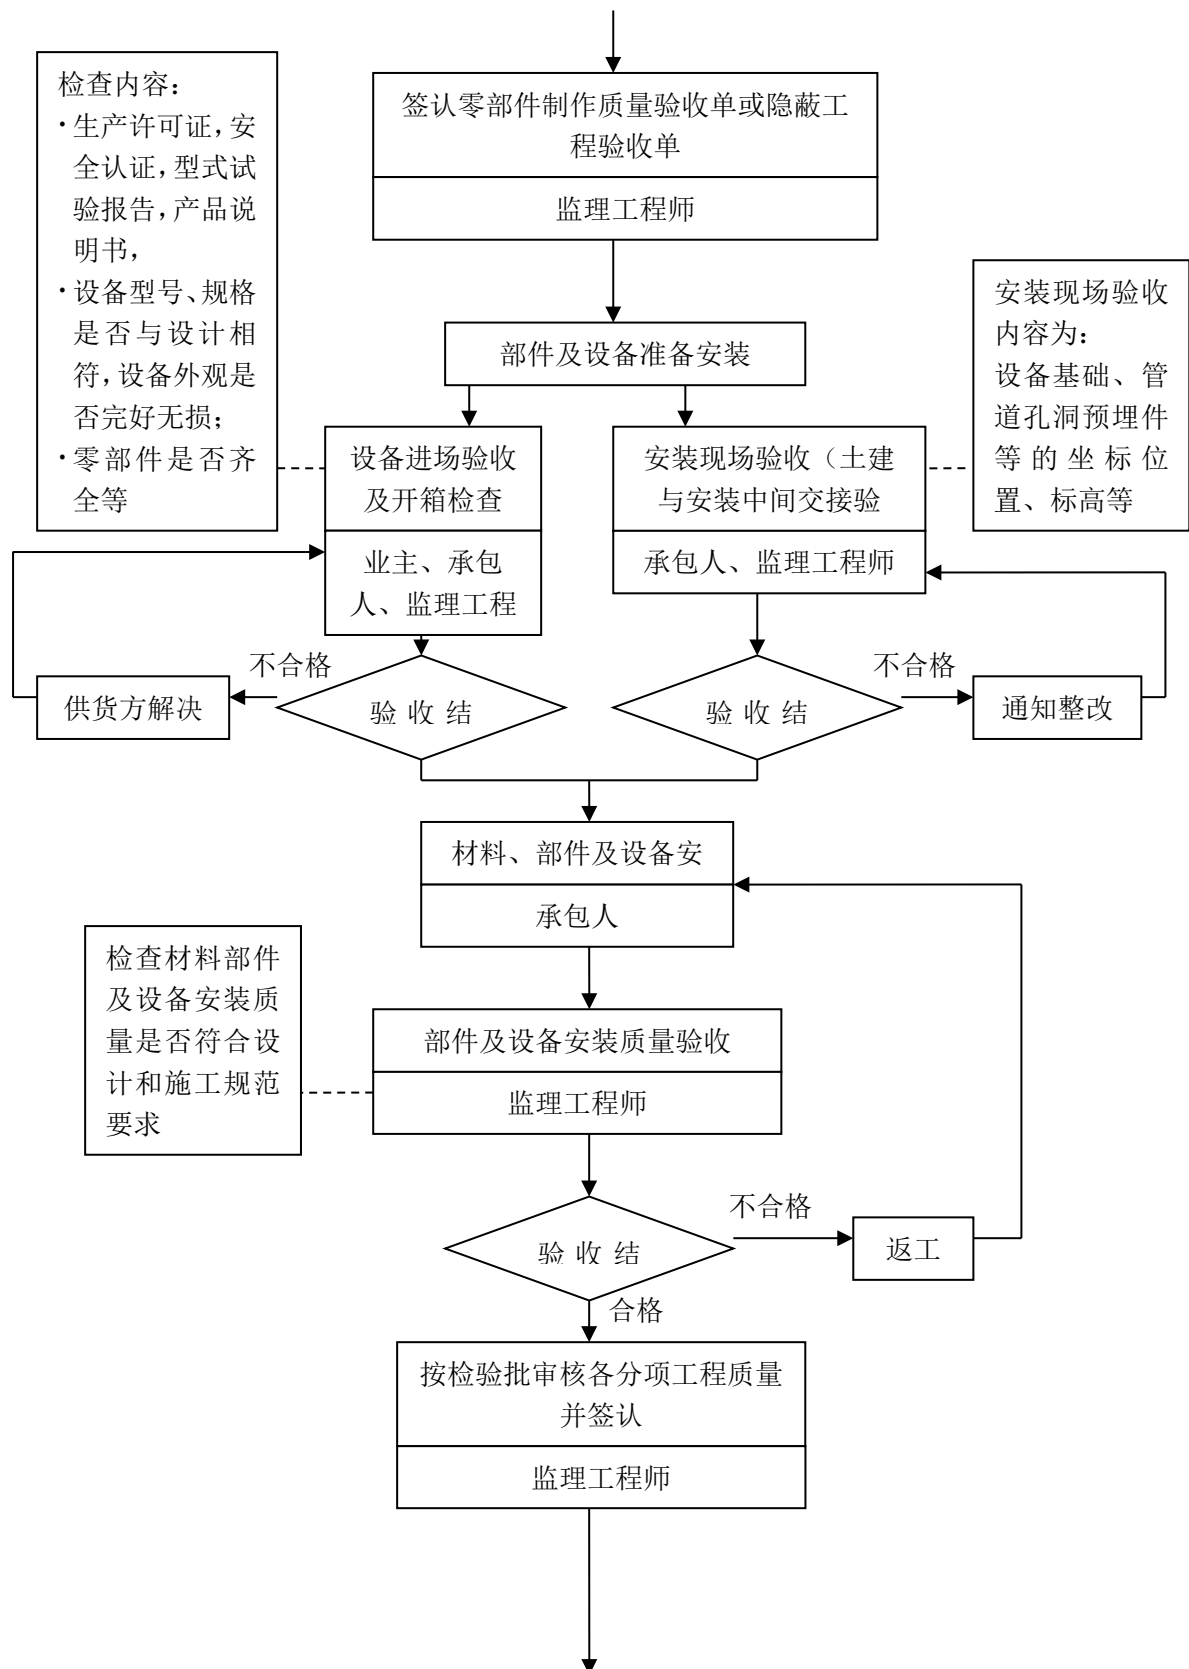 检查内容：
·生产许可证，安
全认证，型式试
验报告，产品说
明书，
·设备型号、规格
是否与设计相
符，设备外观是
否完好无损；
·零部件是否齐
全等
签认零部件制作质量验收单或隐蔽工
程验收单
监理工程师
部件及设备准备安装
安装现场验收
内容为：
设备基础、管
道孔洞预埋件
等的坐标位
置、标高等
设备进场验收
及开箱检查
业主、承包
人、监理工程
安装现场验收（土建
与安装中间交接验
承包人、监理工程师
不合格
供货方解决
验收结
验收结
不合格
通知整改
材料、部件及设备安
承包人
检查材料部件
及设备安装质
量是否符合设
计和施工规范
要求
部件及设备安装质量验收
监理工程师
验收结
不合格
返工
合格
按检验批审核各分项工程质量
并签认
监理工程师